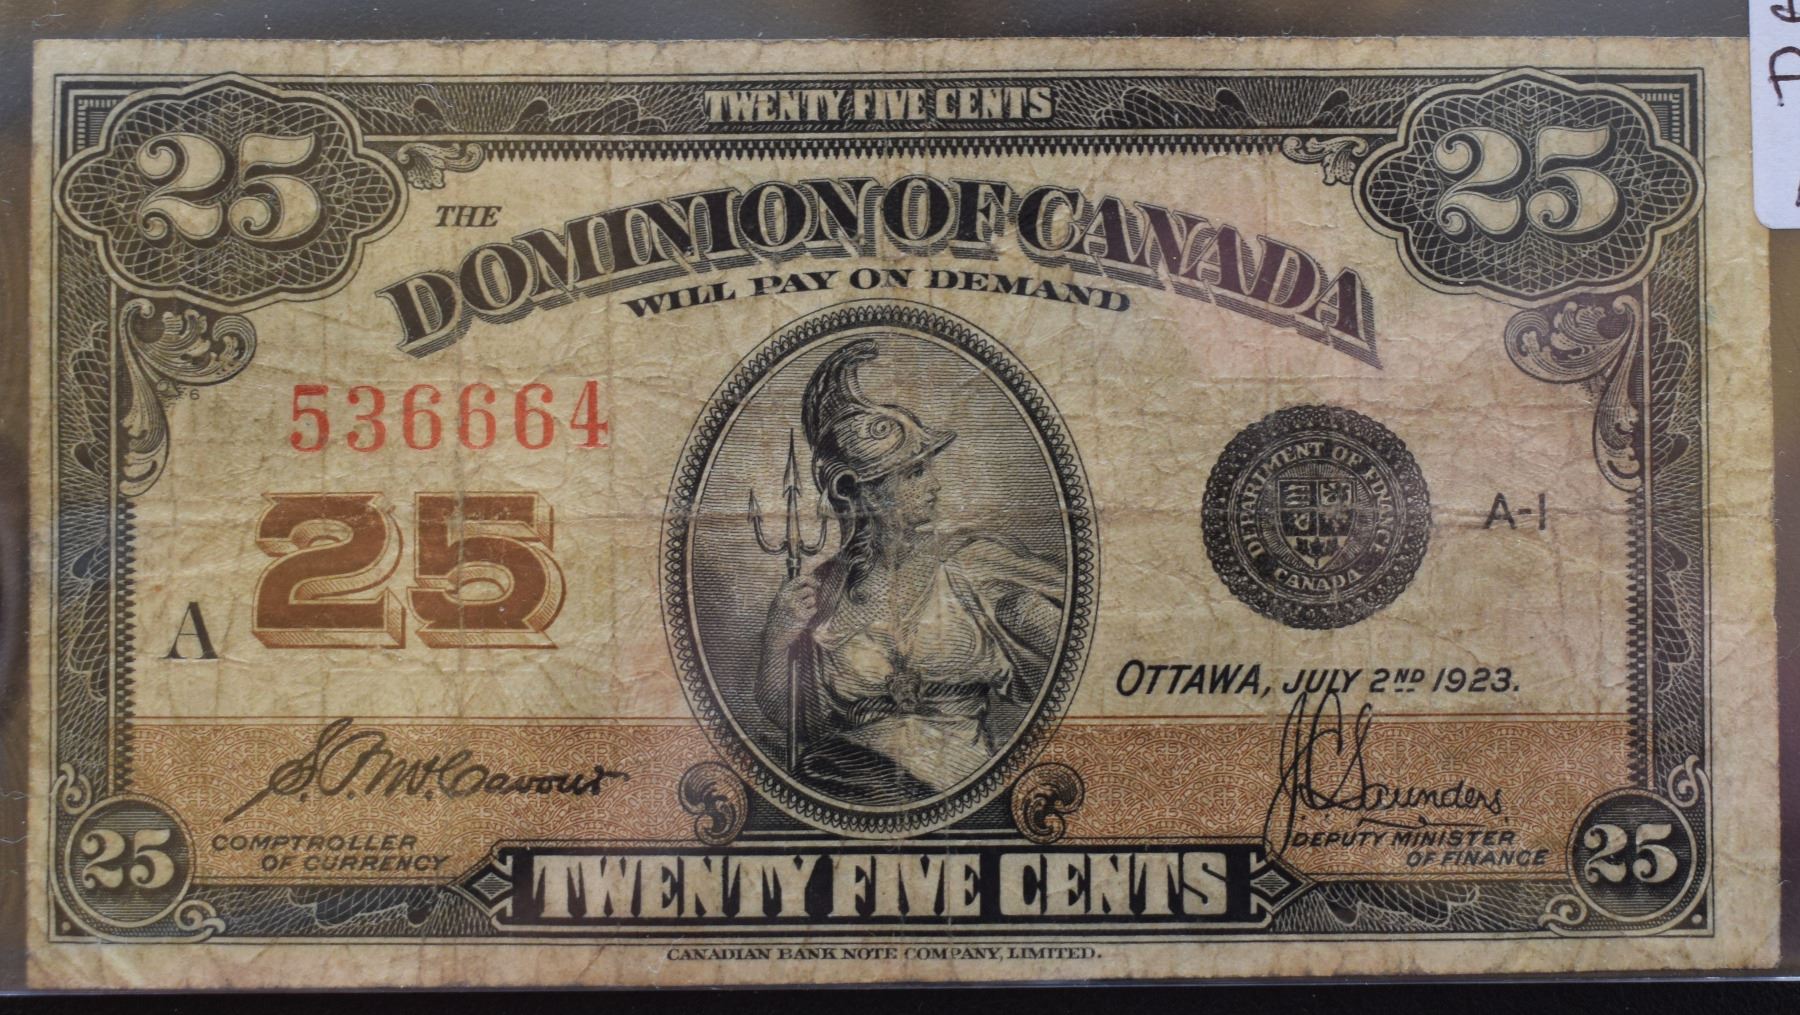 TWENTY FIVE CENTS
25
25
THE
DOMINION OF CANADA
WILL PAY ON DEMAND
536664
25
A
DEPARTMENT OF FINANCE
CANADA
A-1
OTTAWA, JULY 2ND 1923.
S. P. McCavour
J C Saunders
COMPTROLLER
OF CURRENCY
DEPUTY MINISTER
OF FINANCE
25
25
TWENTY FIVE CENTS
CANADIAN BANK NOTE COMPANY, LIMITED.